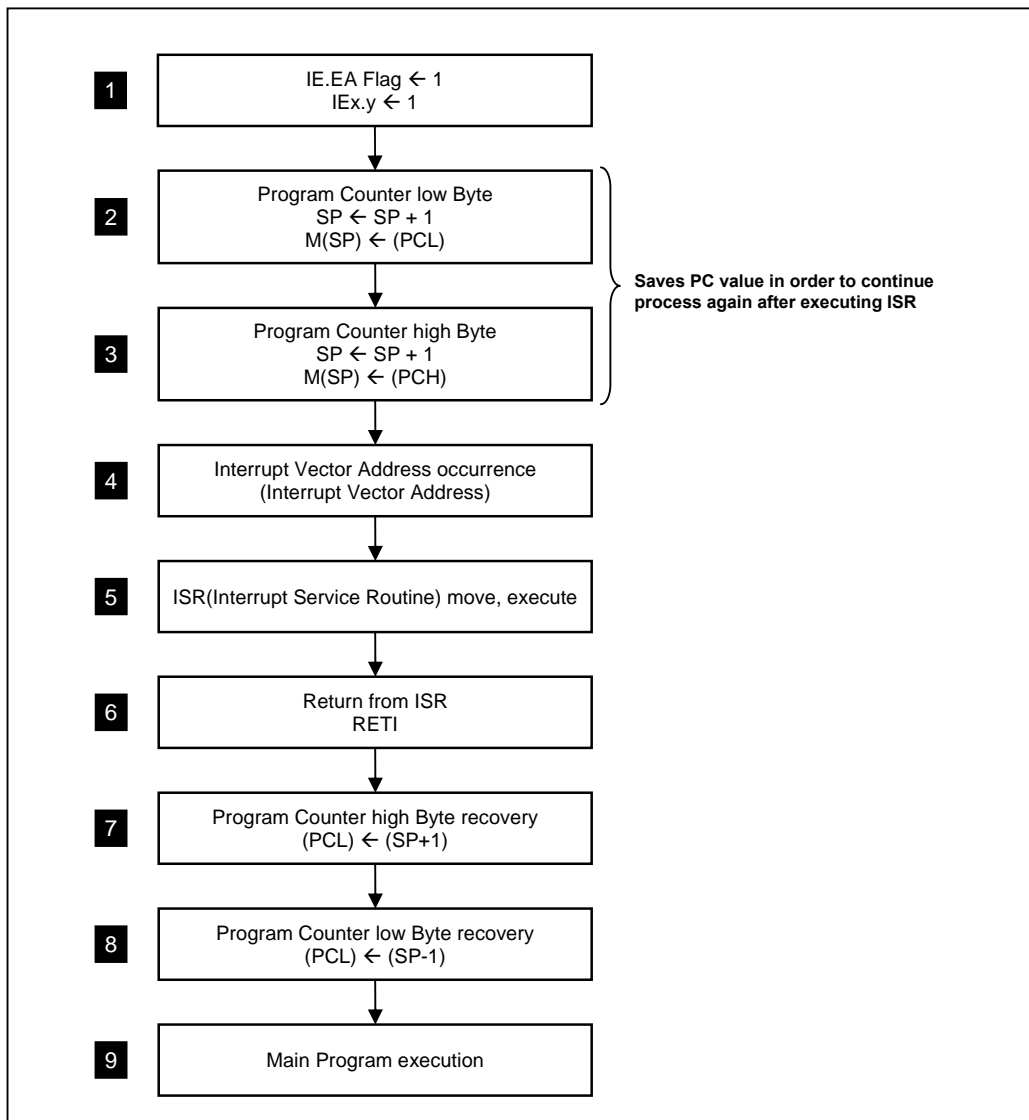 1
IE.EA Flag ← 1
IEx.y ← 1
2
Program Counter low Byte
SP ← SP + 1
M(SP) ← (PCL)
3
Program Counter high Byte
SP ← SP + 1
M(SP) ← (PCH)
Saves PC value in order to continue
process again after executing ISR
4
Interrupt Vector Address occurrence
(Interrupt Vector Address)
5
ISR(Interrupt Service Routine) move, execute
6
Return from ISR
RETI
7
Program Counter high Byte recovery
(PCL) ← (SP+1)
8
Program Counter low Byte recovery
(PCL) ← (SP-1)
9
Main Program execution